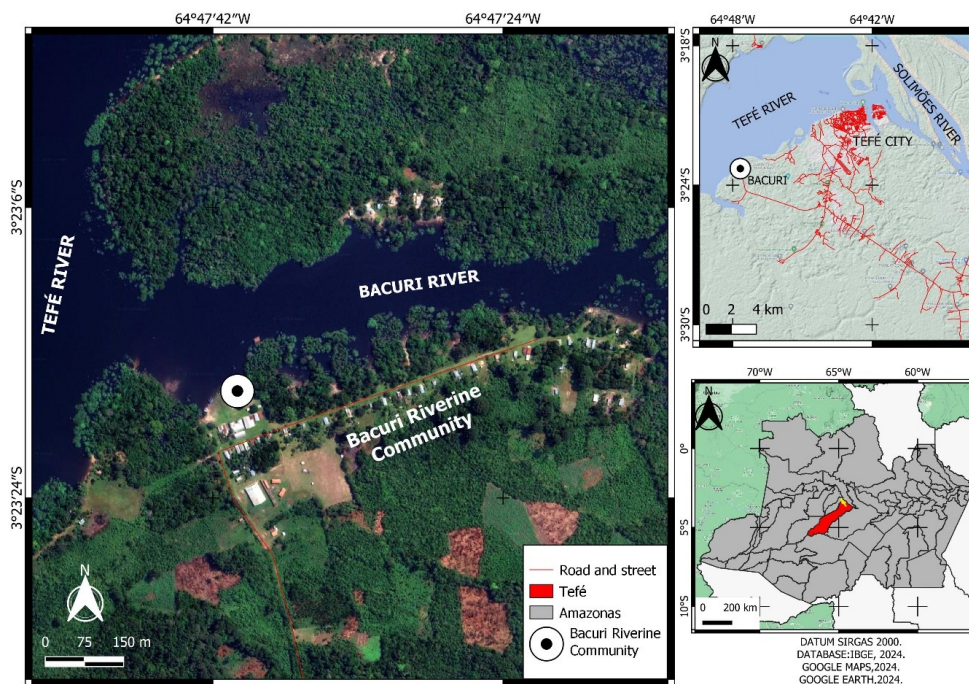 64°47'42"W
64°47'24"W
3°23'6"S
3°23'24"S
TEFÉ RIVER
BACURI RIVER
Bacuri Riverine
Community
N
0 75 150 m
Road and street
Tefé
Amazonas
Bacuri Riverine
Community
64°48'W
64°42'W
3°18'S
3°24'S
3°30'S
N
TEFÉ RIVER
SOLIMÕES RIVER
TEFÉ CITY
BACURI
0 2 4 km
70°W
65°W
60°W
0°
5°S
10°S
N
0 200 km
DATUM SIRGAS 2000.
DATABASE:IBGE, 2024.
GOOGLE MAPS,2024.
GOOGLE EARTH,2024.